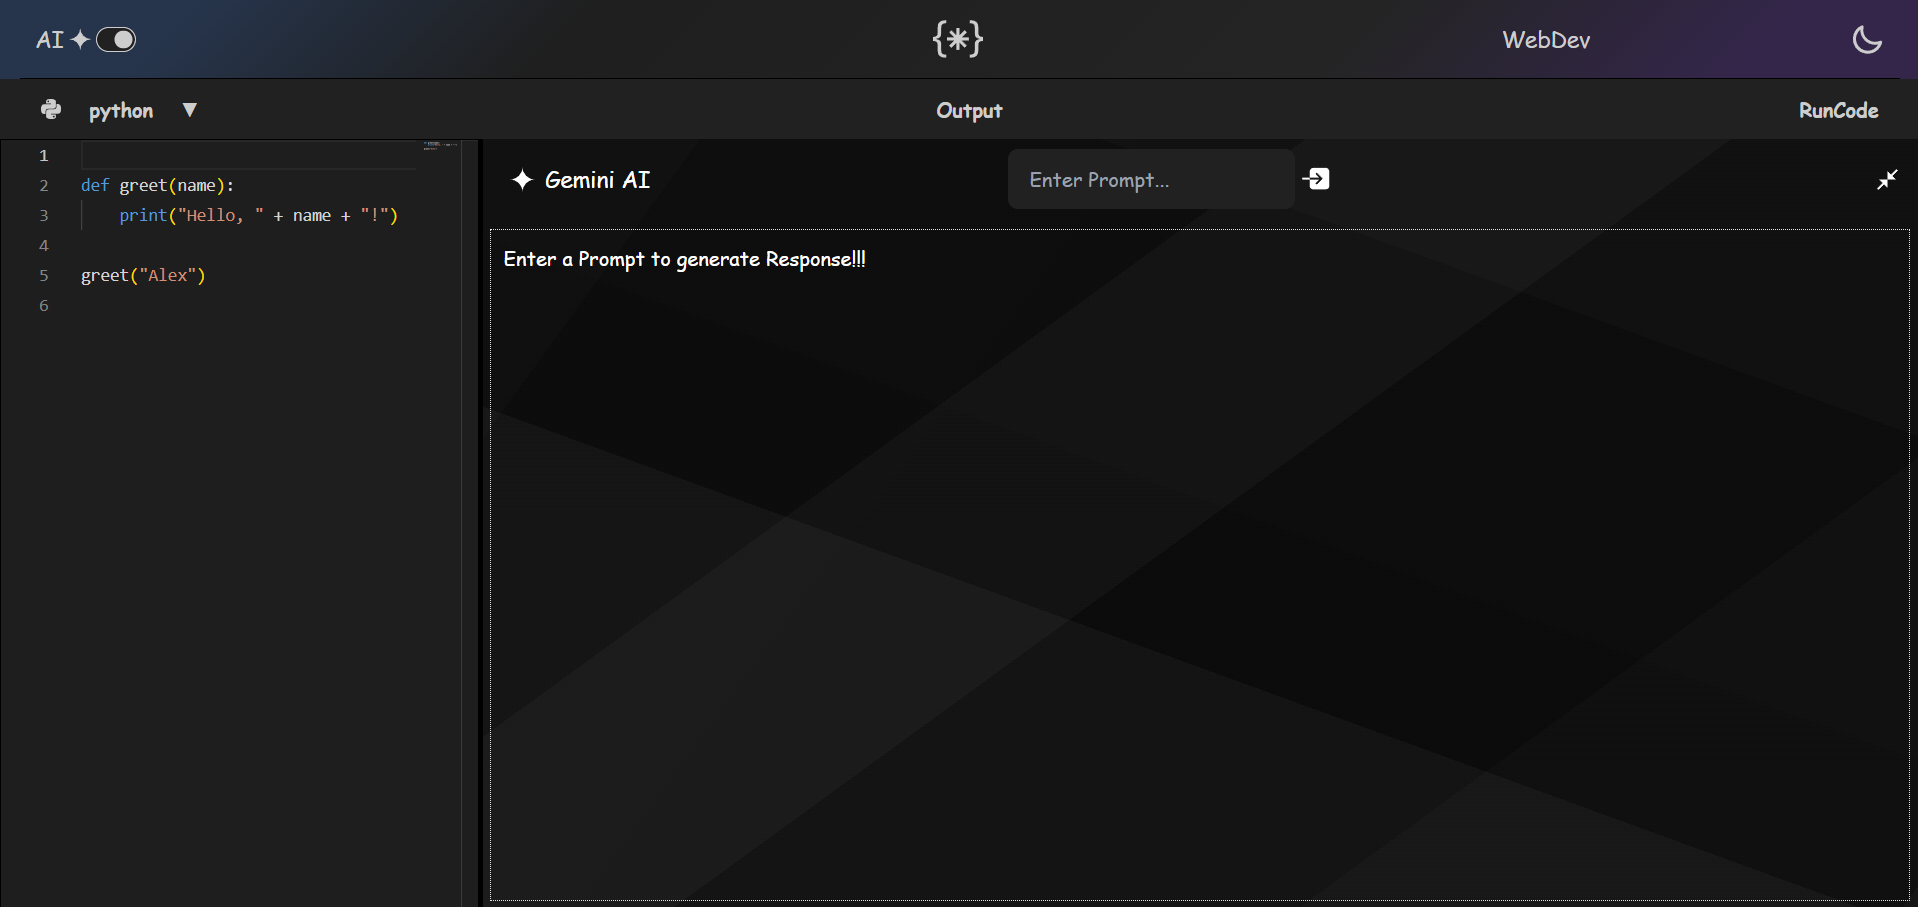 AI
{*}
WebDev
python ▼
Output
RunCode
1
2 def greet(name):
3     print("Hello, " + name + "!")
4
5 greet("Alex")
6
Gemini AI
Enter Prompt...
Enter a Prompt to generate Response!!!